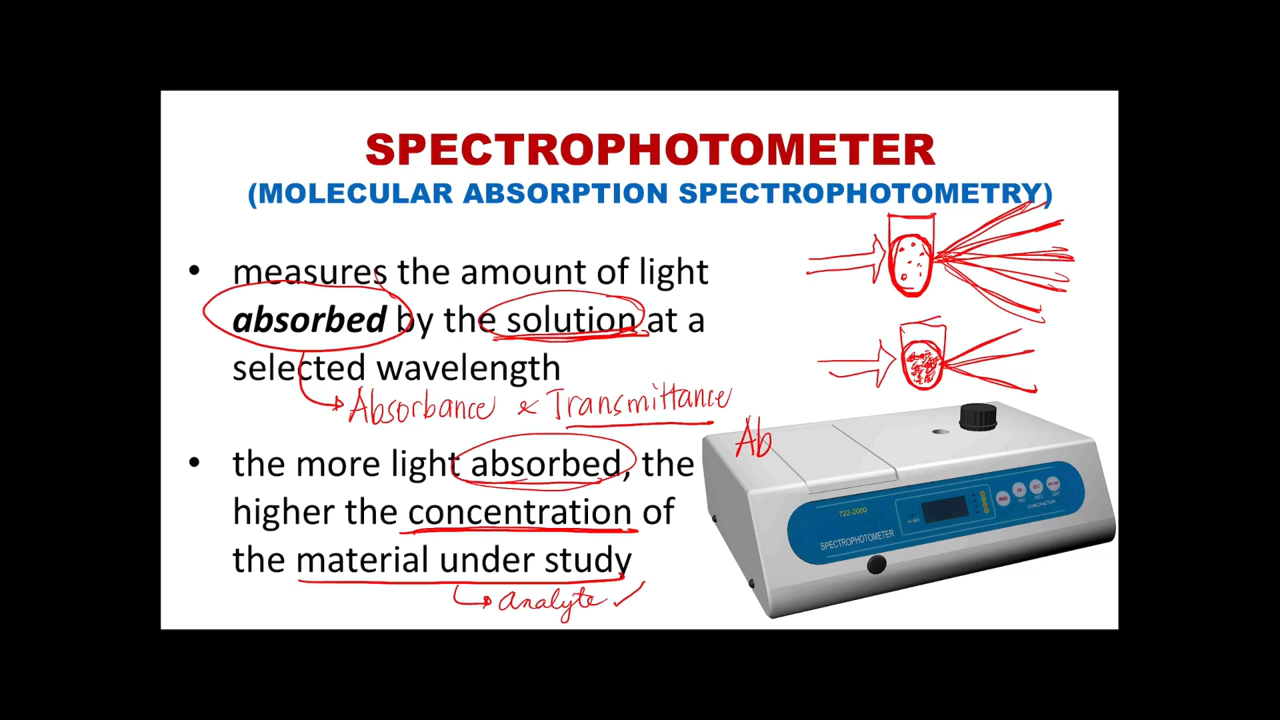 SPECTROPHOTOMETER
(MOLECULAR ABSORPTION SPECTROPHOTOMETRY)
• measures the amount of light
absorbed by the solution at a
selected wavelength
Absorbance & Transmittance
• the more light absorbed, the
higher the concentration of
the material under study
Analyte ✓
Ab
722-2000
SPECTROPHOTOMETER